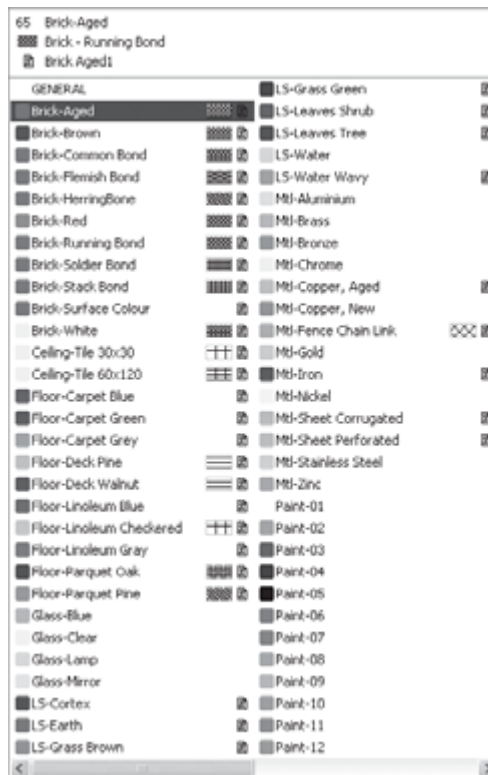 65 Brick-Aged
Brick - Running Bond
Brick Aged1
GENERAL
Brick-Aged
Brick-Brown
Brick-Common Bond
Brick-Flemish Bond
Brick-HerringBone
Brick-Red
Brick-Running Bond
Brick-Soldier Bond
Brick-Stack Bond
Brick-Surface Colour
Brick-White
Ceiling-Tile 30x30
Ceiling-Tile 60x120
Floor-Carpet Blue
Floor-Carpet Green
Floor-Carpet Grey
Floor-Deck Pine
Floor-Deck Walnut
Floor-Linoleum Blue
Floor-Linoleum Checkered
Floor-Linoleum Gray
Floor-Parquet Oak
Floor-Parquet Pine
Glass-Blue
Glass-Clear
Glass-Lamp
Glass-Mirror
LS-Cortex
LS-Earth
LS-Grass Brown
LS-Grass Green
LS-Leaves Shrub
LS-Leaves Tree
LS-Water
LS-Water Wavy
Mtl-Aluminium
Mtl-Brass
Mtl-Bronze
Mtl-Chrome
Mtl-Copper, Aged
Mtl-Copper, New
Mtl-Fence Chain Link
Mtl-Gold
Mtl-Iron
Mtl-Nickel
Mtl-Sheet Corrugated
Mtl-Sheet Perforated
Mtl-Stainless Steel
Mtl-Zinc
Paint-01
Paint-02
Paint-03
Paint-04
Paint-05
Paint-06
Paint-07
Paint-08
Paint-09
Paint-10
Paint-11
Paint-12